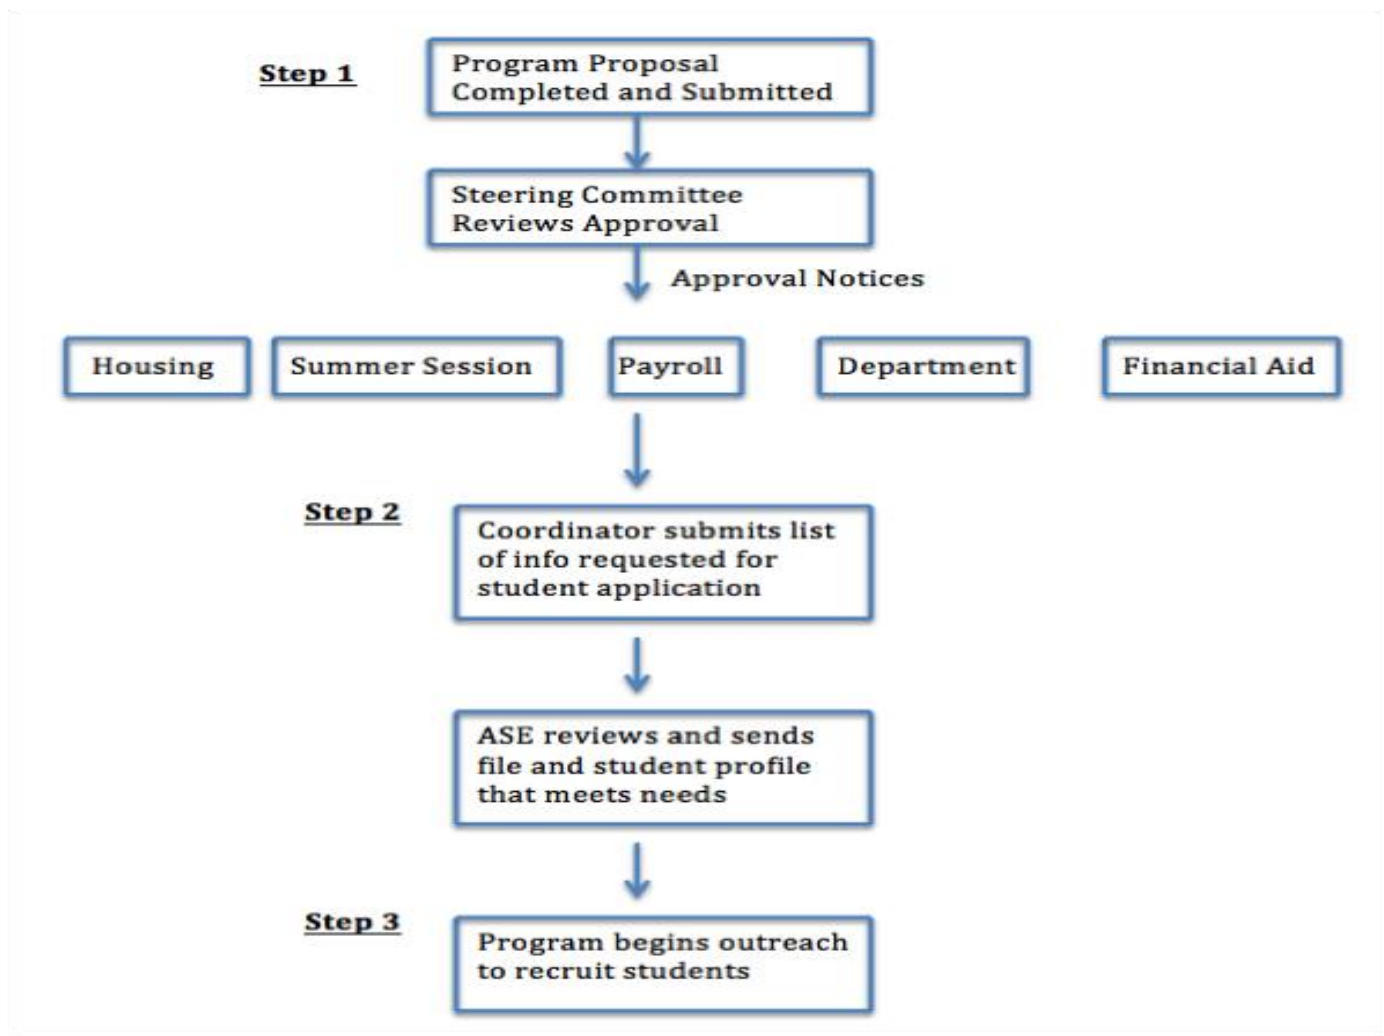 Step 1
Program Proposal
Completed and Submitted
Steering Committee
Reviews Approval
Approval Notices
Housing
Summer Session
Payroll
Department
Financial Aid
Step 2
Coordinator submits list
of info requested for
student application
ASE reviews and sends
file and student profile
that meets needs
Step 3
Program begins outreach
to recruit students